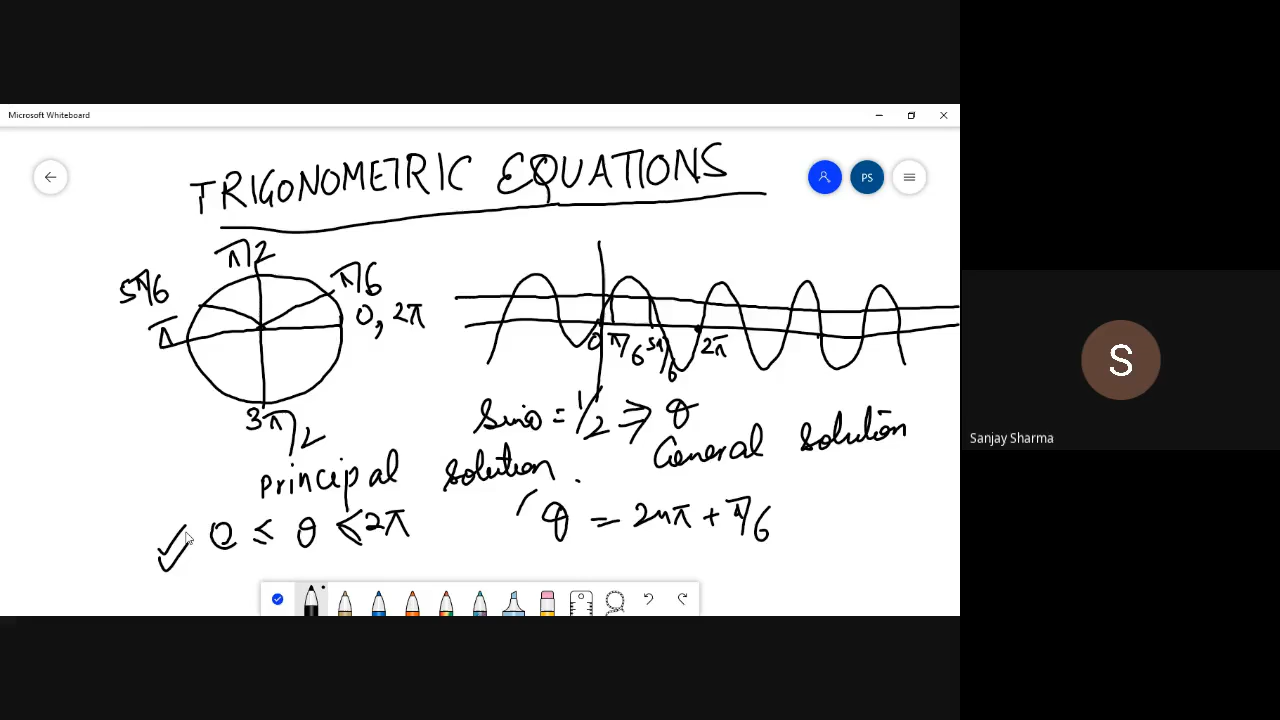 Microsoft Whiteboard
TRIGONOMETRIC EQUATIONS
PS
π/2
5π/6
π/6
π
0, 2π
3π/2
0 π/6 5π/6 2π
sinθ = 1/2 ⇒ θ
Principal solution.
General solution
0 ≤ θ < 2π
θ = 2nπ + π/6
S
Sanjay Sharma